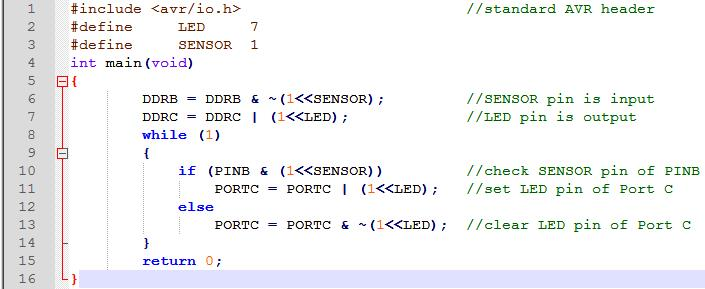 1 #include <avr/io.h> //standard AVR header
2 #define LED 7
3 #define SENSOR 1
4 int main(void)
5 {
6 DDRB = DDRB & ~(1<<SENSOR); //SENSOR pin is input
7 DDRC = DDRC | (1<<LED); //LED pin is output
8 while (1)
9 {
10 if (PINB & (1<<SENSOR)) //check SENSOR pin of PINB
11 PORTC = PORTC | (1<<LED); //set LED pin of Port C
12 else
13 PORTC = PORTC & ~(1<<LED); //clear LED pin of Port C
14 }
15 return 0;
16 }